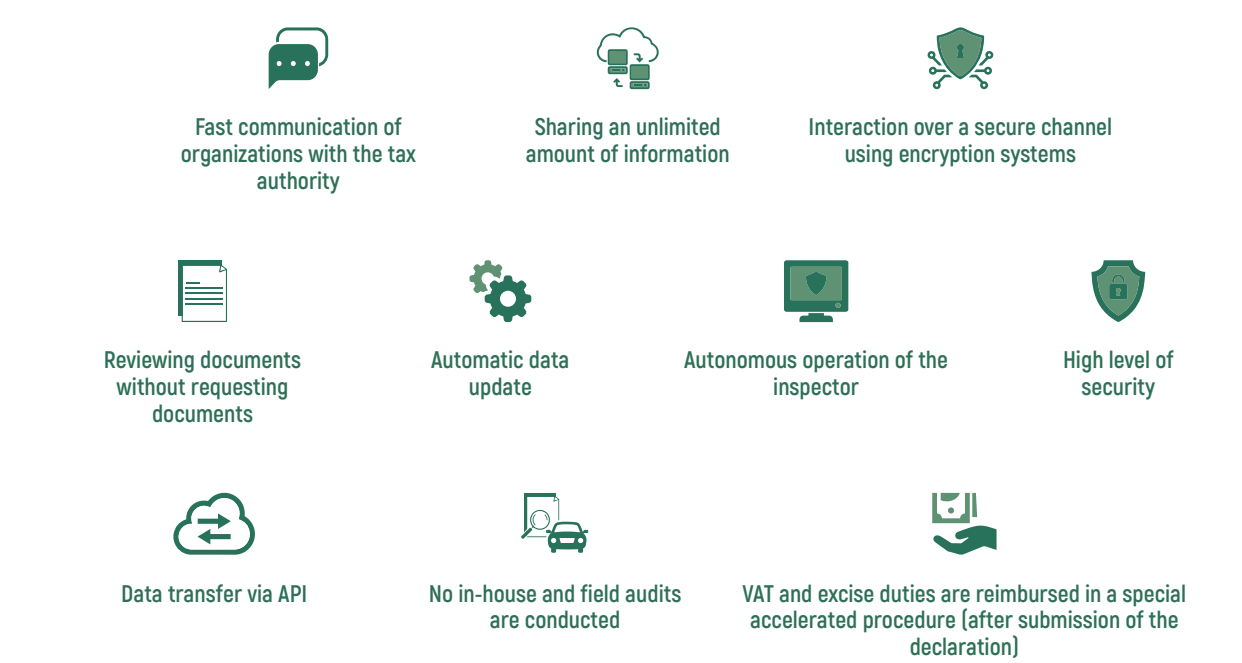 Fast communication of
organizations with the tax
authority
Sharing an unlimited
amount of information
Interaction over a secure channel
using encryption systems
Reviewing documents
without requesting
documents
Automatic data
update
Autonomous operation of the
inspector
High level of
security
Data transfer via API
No in-house and field audits
are conducted
VAT and excise duties are reimbursed in a special
accelerated procedure (after submission of the
declaration)